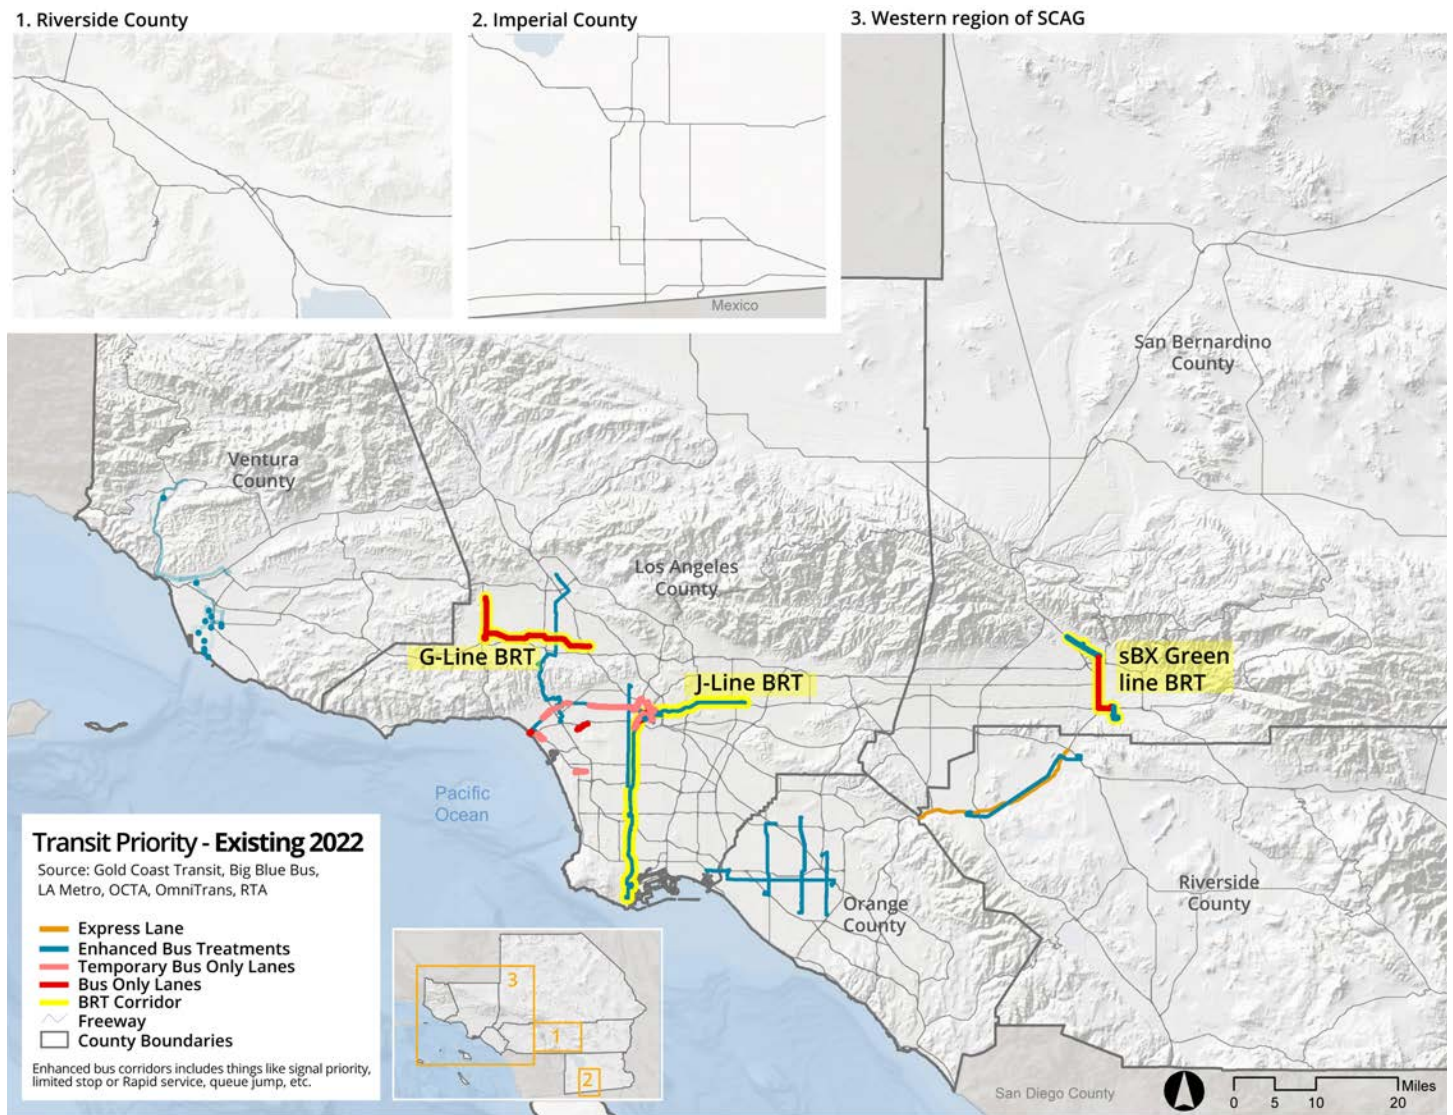 1. Riverside County
2. Imperial County
3. Western region of SCAG
Mexico
San Bernardino
County
Ventura
County
Los Angeles
County
G-Line BRT
J-Line BRT
sBX Green
line BRT
Pacific
Ocean
Orange
County
Riverside
County
San Diego County
Transit Priority - Existing 2022
Source: Gold Coast Transit, Big Blue Bus,
LA Metro, OCTA, OmniTrans, RTA
Express Lane
Enhanced Bus Treatments
Temporary Bus Only Lanes
Bus Only Lanes
BRT Corridor
Freeway
County Boundaries
Enhanced bus corridors includes things like signal priority,
limited stop or Rapid service, queue jump, etc.
3
1
2
Miles
0 5 10 20